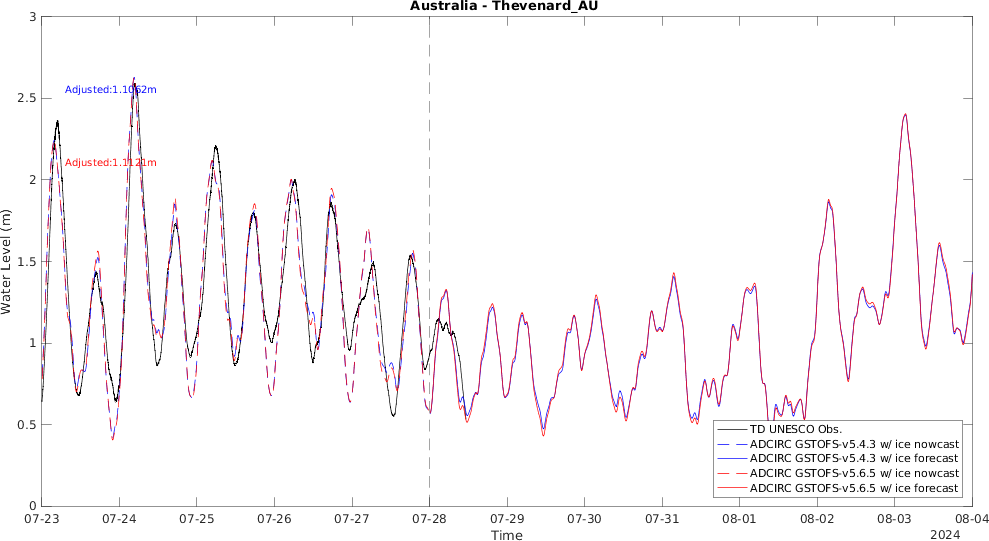 Australia - Thevenard_AU
3
2.5
2
1.5
1
0.5
0
Water Level (m)
Adjusted:1.1062m
Adjusted:1.1121m
TD UNESCO Obs.
ADCIRC GSTOFS-v5.4.3 w/ ice nowcast
ADCIRC GSTOFS-v5.4.3 w/ ice forecast
ADCIRC GSTOFS-v5.6.5 w/ ice nowcast
ADCIRC GSTOFS-v5.6.5 w/ ice forecast
07-23 07-24 07-25 07-26 07-27 07-28 07-29 07-30 07-31 08-01 08-02 08-03 08-04
Time
2024